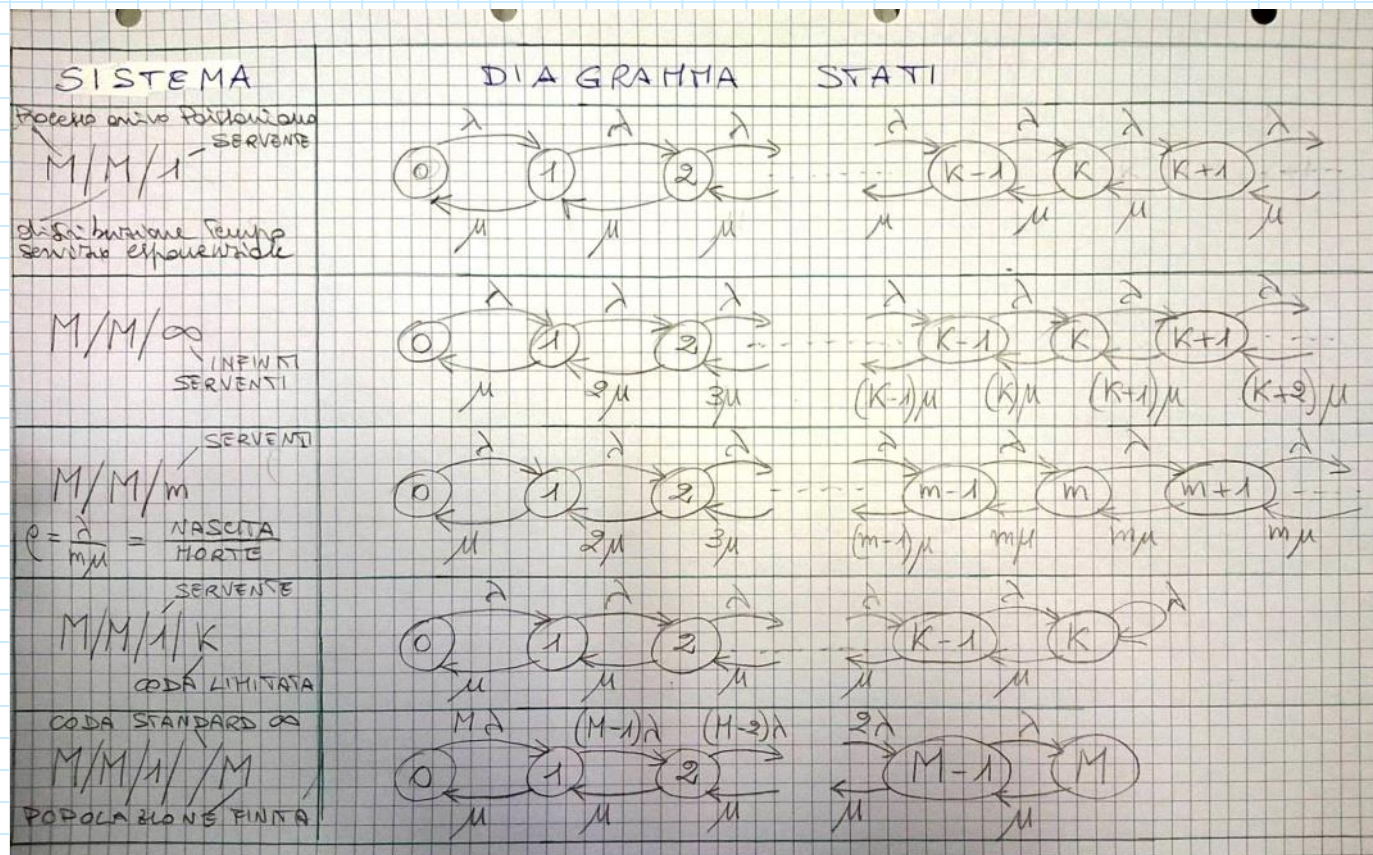 SISTEMA
DIAGRAMMA STATI
Processo arrivo Poissoniano
M/M/1
SERVENTE
distribuzione tempo
servizio esponenziale
λ λ λ λ λ λ λ
0 1 2 K-1 K K+1
μ μ μ μ μ μ μ
M/M/∞
INFINITI
SERVENTI
λ λ λ λ λ λ λ
0 1 2 K-1 K K+1
μ 2μ 3μ (K-1)μ (K)μ (K+1)μ (K+2)μ
SERVENTI
M/M/m
ρ = λ/mμ = NASCITA/MORTE
λ λ λ λ λ λ λ
0 1 2 m-1 m m+1
μ 2μ 3μ (m-1)μ mμ mμ mμ
SERVENTE
M/M/1/K
CODA LIMITATA
λ λ λ λ λ λ
0 1 2 K-1 K
μ μ μ μ μ
CODA STANDARD ∞
M/M/1/ /M
POPOLAZIONE FINITA
Mλ (M-1)λ (M-2)λ 2λ λ
0 1 2 M-1 M
μ μ μ μ μ